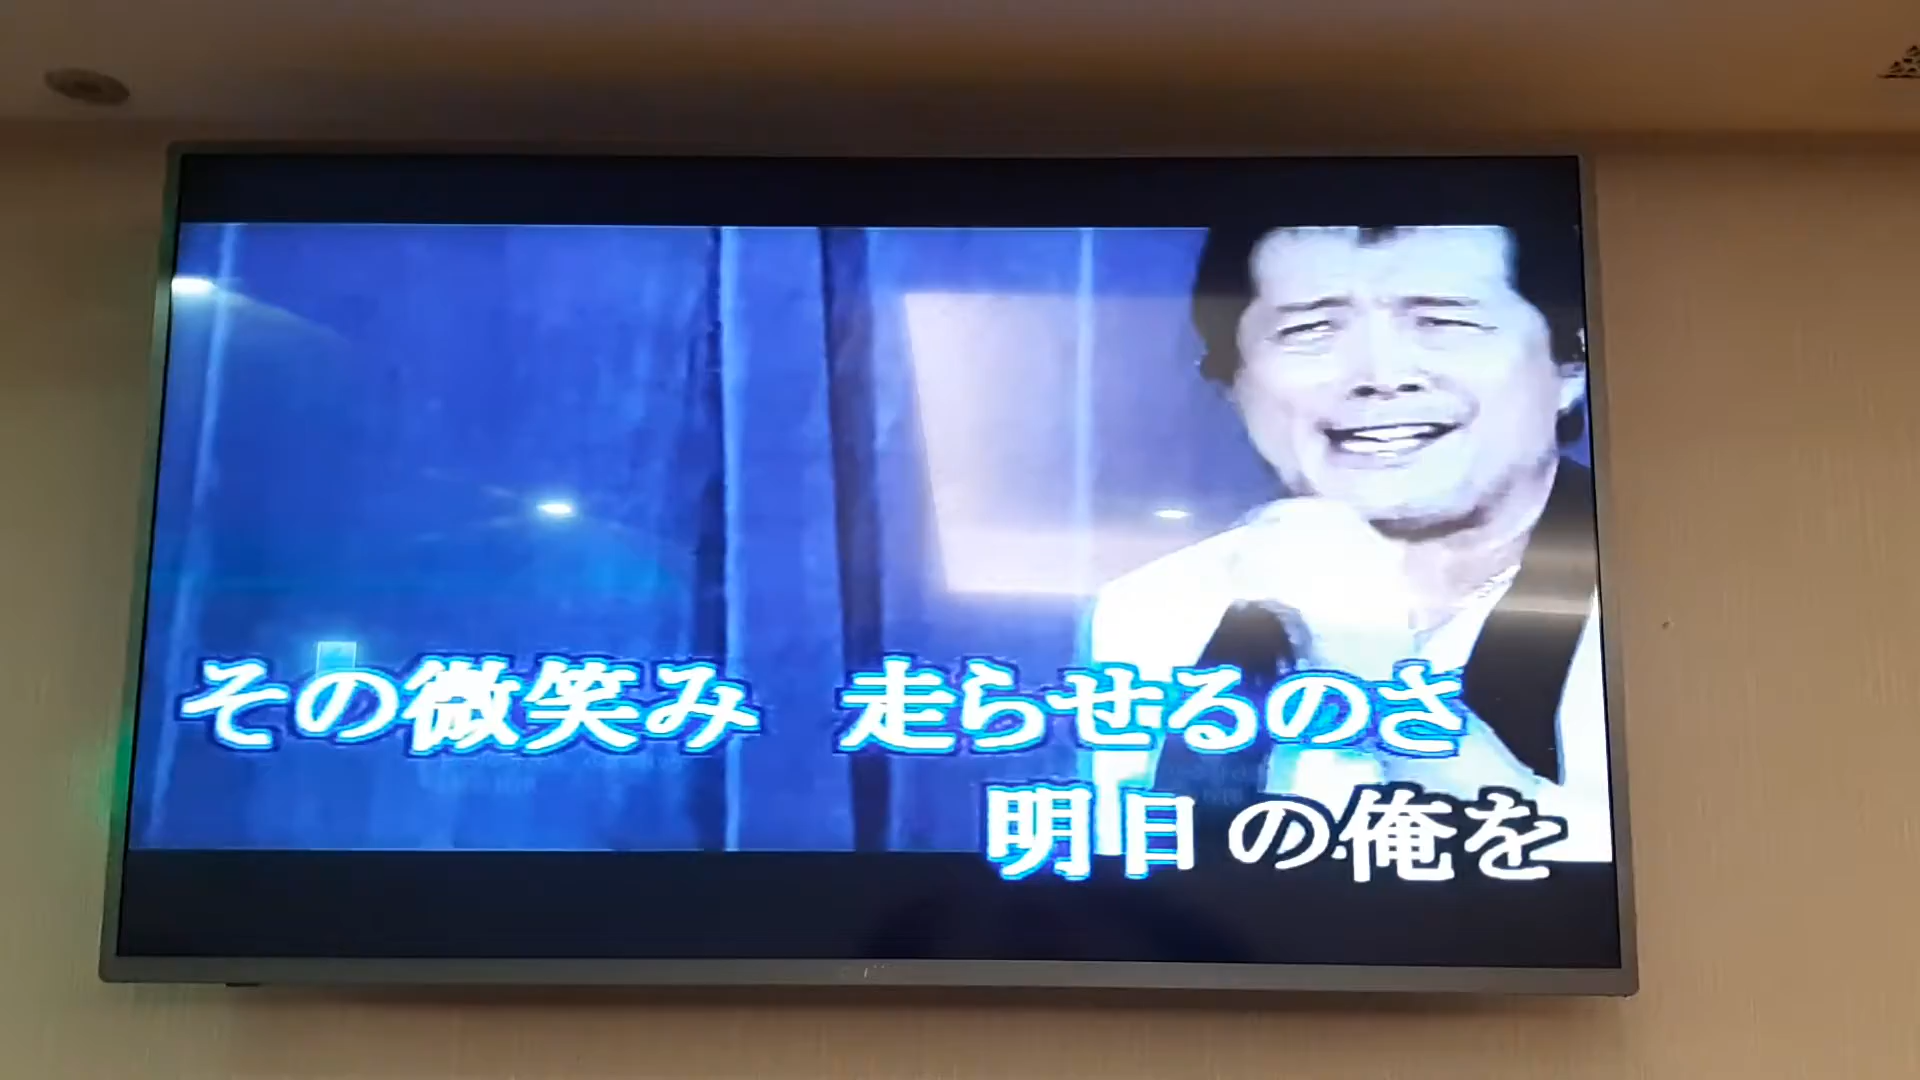 その微笑み　走らせるのさ
明日の俺を